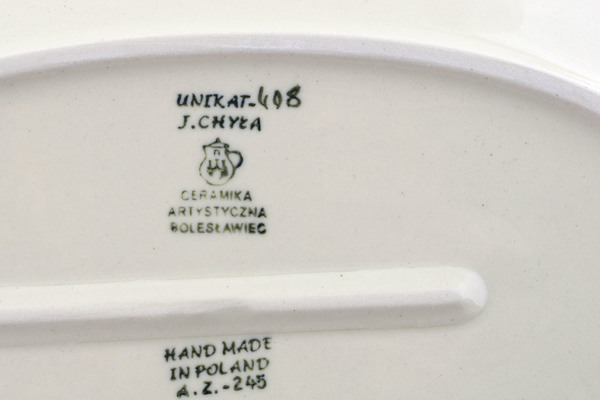 UNIKAT-408
J.CHYŁA
CERAMIKA
ARTYSTYCZNA
BOLESŁAWIEC
HAND MADE
IN POLAND
A.Z.-245